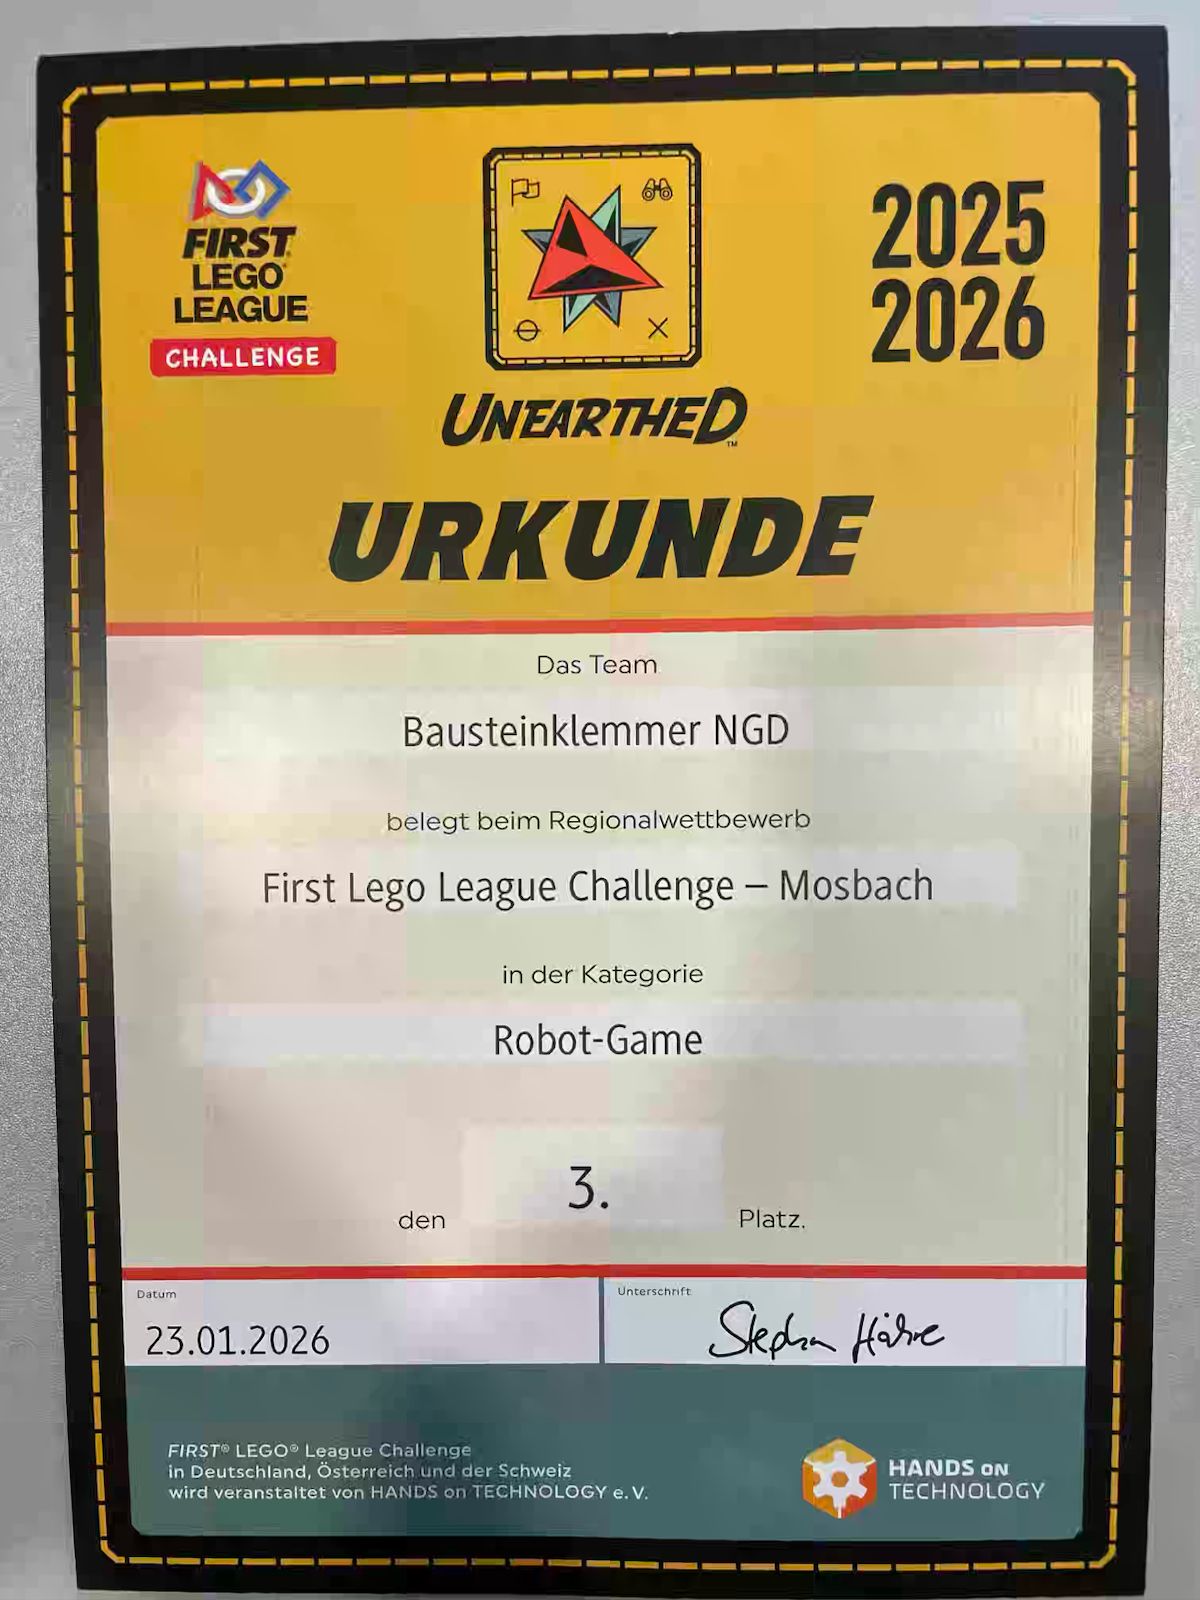 FIRST
LEGO
LEAGUE
CHALLENGE
2025
2026
UNEARTHED™
URKUNDE
Das Team
Bausteinklemmer NGD
belegt beim Regionalwettbewerb
First Lego League Challenge – Mosbach
in der Kategorie
Robot-Game
den 3. Platz.
Datum
23.01.2026
Unterschrift
Stephan
FIRST® LEGO® League Challenge
in Deutschland, Österreich und der Schweiz
wird veranstaltet von HANDS on TECHNOLOGY e.V.
HANDS ON
TECHNOLOGY